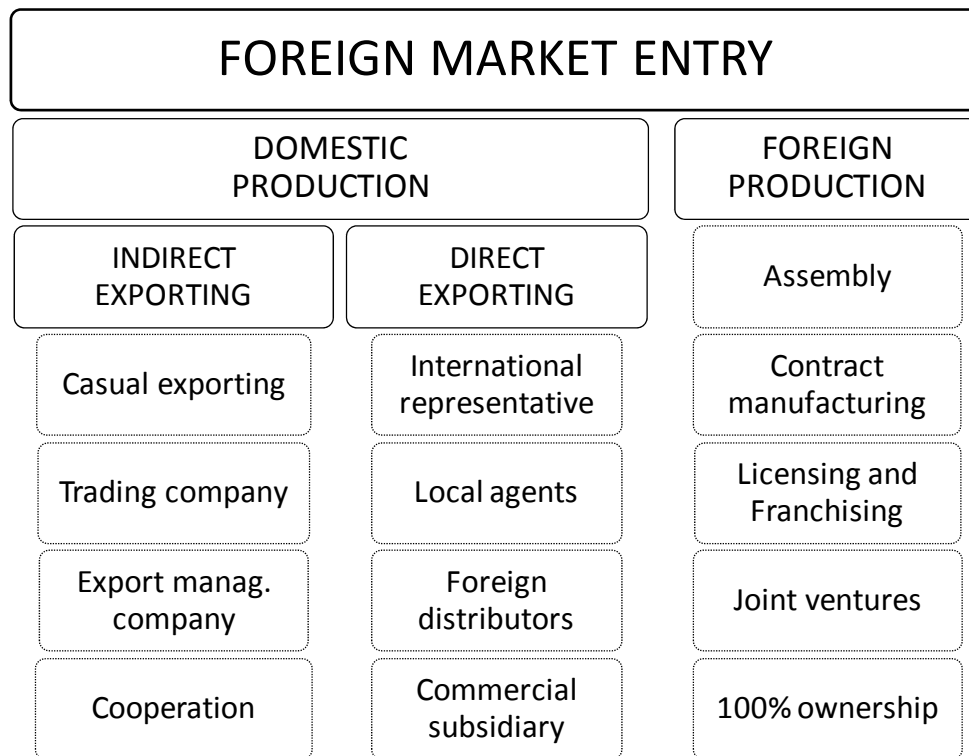 FOREIGN MARKET ENTRY
DOMESTIC
PRODUCTION
FOREIGN
PRODUCTION
INDIRECT
EXPORTING
DIRECT
EXPORTING
Assembly
Casual exporting
International
representative
Contract
manufacturing
Trading company
Local agents
Licensing and
Franchising
Export manag.
company
Foreign
distributors
Joint ventures
Cooperation
Commercial
subsidiary
100% ownership